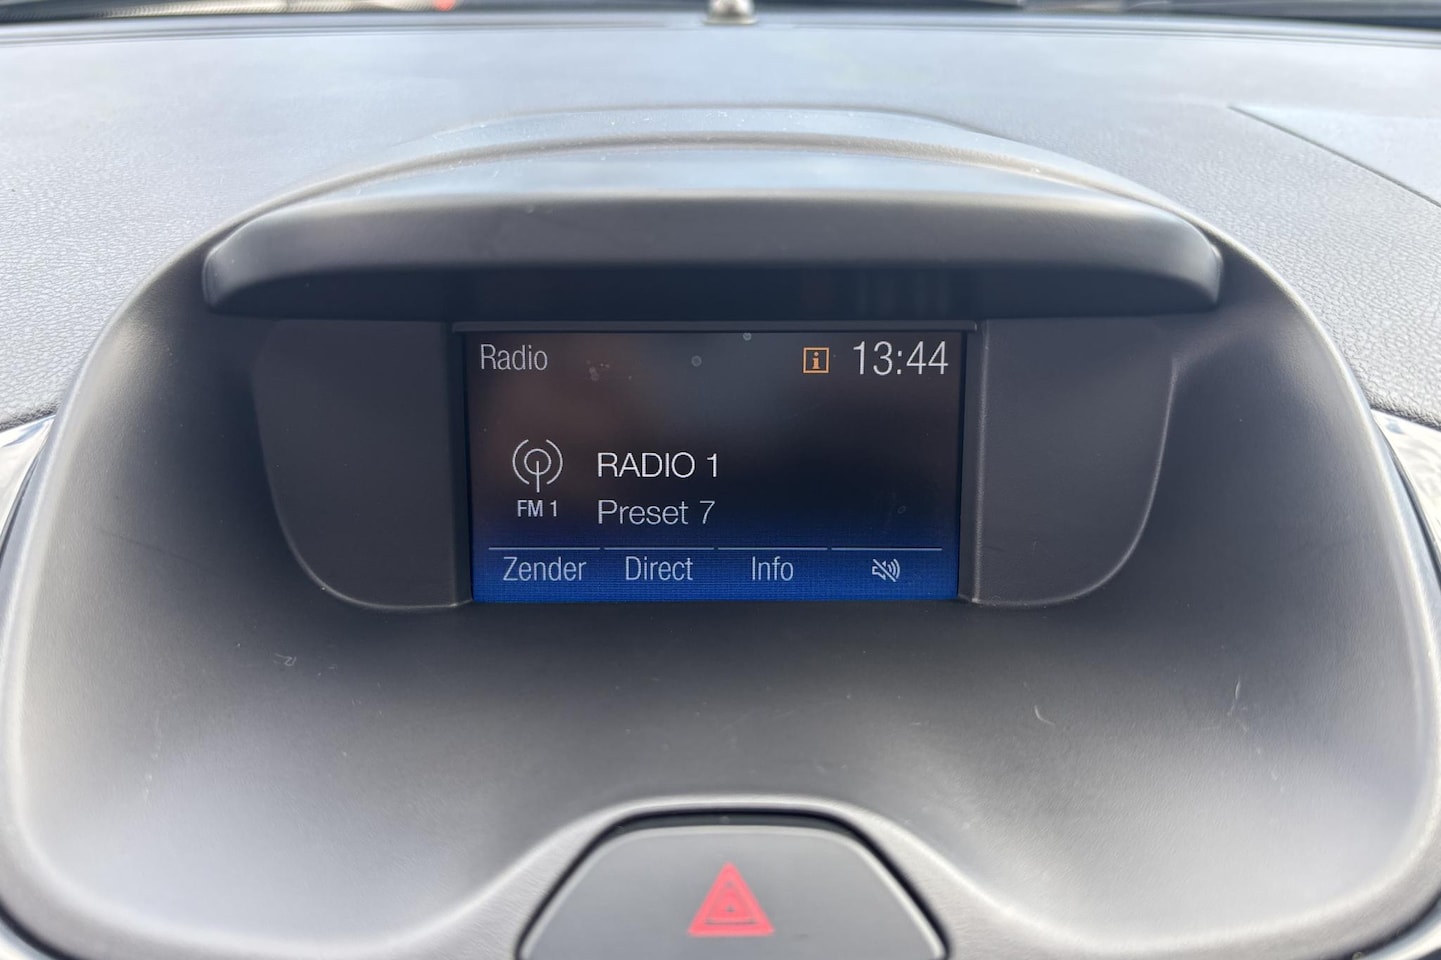 Radio i 13:44
RADIO 1
FM 1 Preset 7
Zender Direct Info